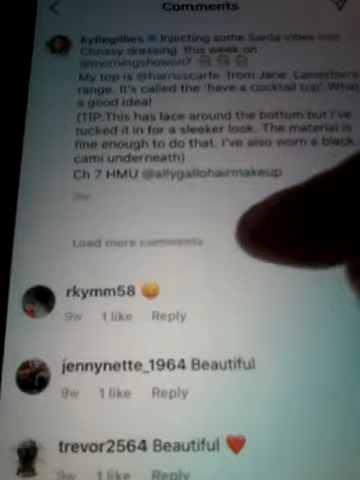 Comments
kyliegillies Injecting some Santa vibes into
Chrissy dressing this week on
@morningshowon7
My top is @harrisscarfe from Jane Lamerton's
range. It's called the 'have a cocktail top'. What
a good idea!
(TIP:This has lace around the bottom but I've
tucked it in for a sleeker look. The material is
fine enough to do that. I've also worn a black
cami underneath)
Ch 7 HMU @allygallohairmakeup
9w
Load more comments
rkymm58 😀
9w 1 like Reply
jennynette_1964 Beautiful
9w 1 like Reply
trevor2564 Beautiful ❤️
9w 1 like Reply